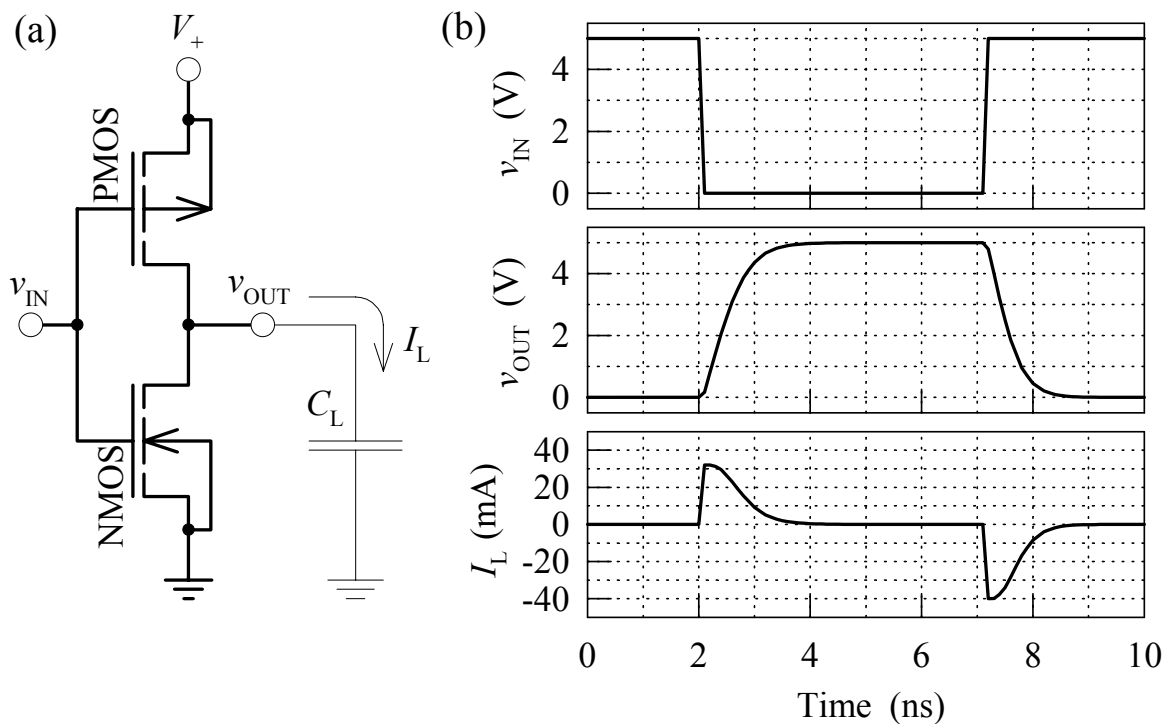 (a)
V+
PMOS
vIN
vOUT
IL
CL
NMOS
(b)
vIN (V)
4
2
0
vOUT (V)
4
2
0
IL (mA)
40
20
0
-20
-40
0 2 4 6 8 10
Time (ns)